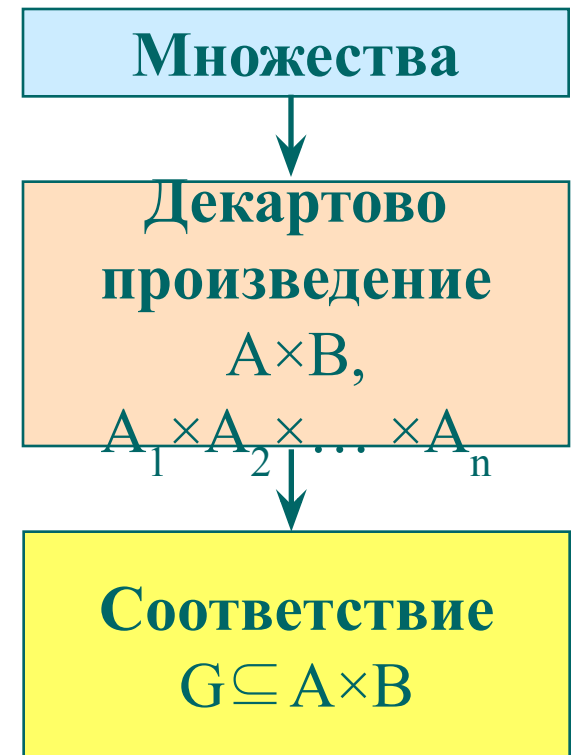 Множества
Декартово
произведение
A×B,
A₁×A₂×… ×Aₙ
Соответствие
G⊆ A×B